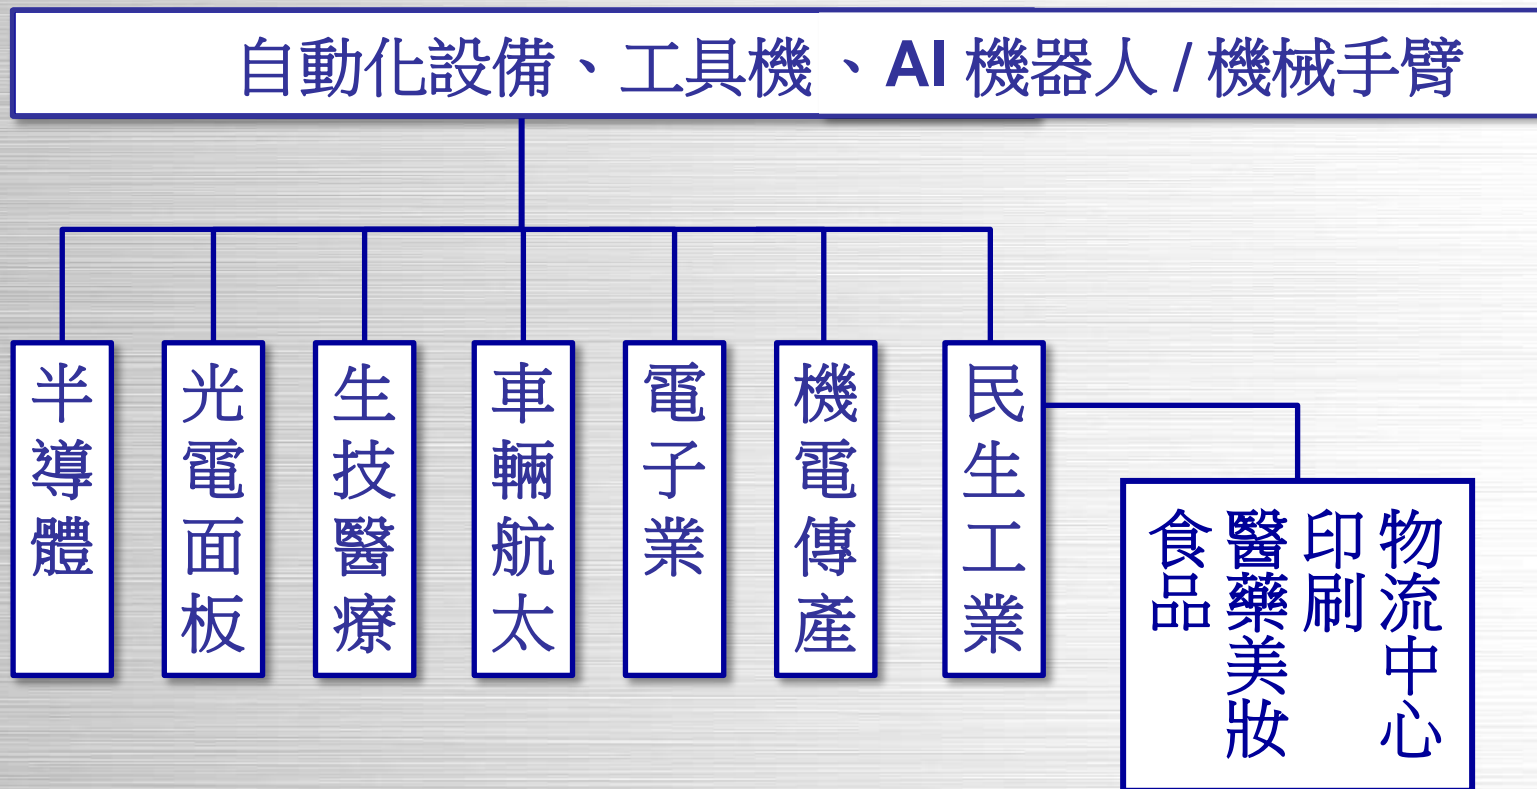 自動化設備、工具機、AI 機器人 / 機械手臂
半導體
光電面板
生技醫療
車輛航太
電子業
機電傳產
民生工業
物流中心
印刷
醫藥美妝
食品